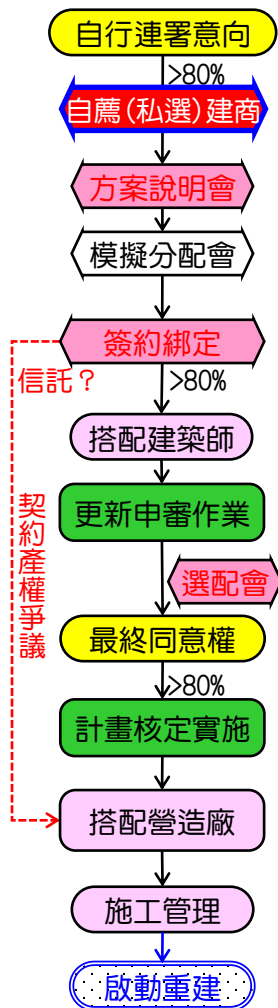 自行連署意向
>80%
自薦(私選)建商
方案說明會
模擬分配會
簽約綁定
信託？
>80%
搭配建築師
契約產權爭議
更新申審作業
選配會
最終同意權
>80%
計畫核定實施
搭配營造廠
施工管理
啟動重建